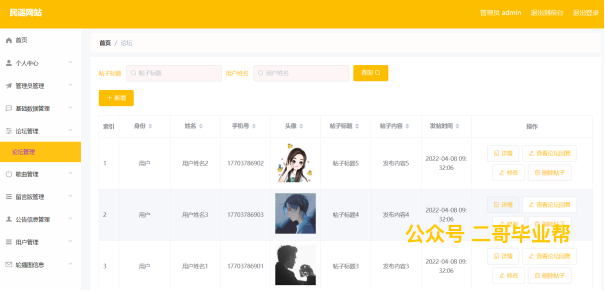 民谣网站
管理员 admin 退出到前台 退出登录
首页
个人中心
管理员管理
基础数据管理
论坛管理
论坛管理
歌曲管理
留言版管理
公告信息管理
用户管理
轮播图信息
首页 / 论坛
帖子标题 帖子标题 用户姓名 用户姓名 查询
+ 新增
索引 身份 姓名 手机号 头像 帖子标题 帖子内容 发帖时间 操作
1 用户 用户姓名2 17703786902 帖子标题5 发布内容5 2022-04-08 09:32:06 详情 查看论坛回复 修改 删除帖子
2 用户 用户姓名3 17703786903 帖子标题4 发布内容4 2022-04-08 09:32:06 详情 查看论坛回复 修改 删除帖子
3 用户 用户姓名1 17703786901 帖子标题3 发布内容3 2022-04-08 09:32:06 详情 查看论坛回复 修改 删除帖子
公众号 二哥毕业帮